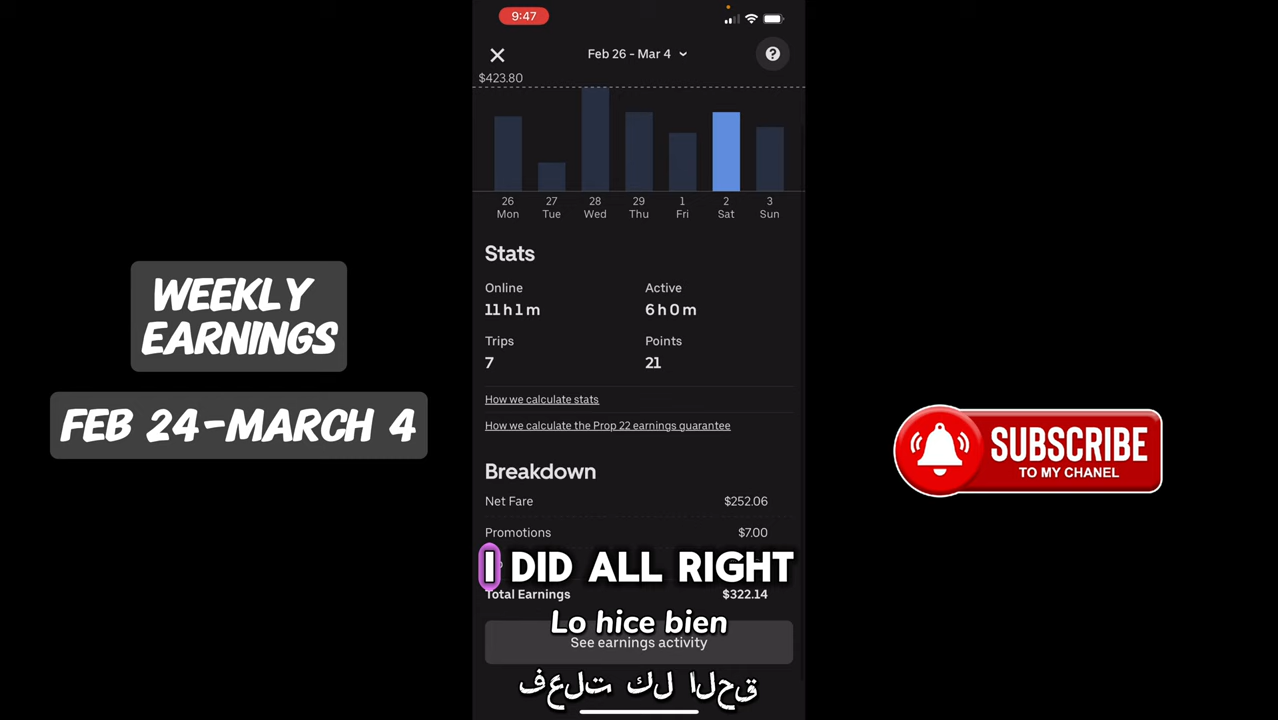 9:47
Feb 26 - Mar 4
?
$423.80
26 27 28 29 1 2 3
Mon Tue Wed Thu Fri Sat Sun
WEEKLY
EARNINGS
FEB 24-MARCH 4
Stats
Online Active
11 h 1 m 6 h 0 m
Trips Points
7 21
How we calculate stats
How we calculate the Prop 22 earnings guarantee
Breakdown
Net Fare $252.06
Promotions $7.00
I DID ALL RIGHT
Total Earnings $322.14
Lo hice bien
See earnings activity
فعلت كل الحق
SUBSCRIBE
TO MY CHANEL